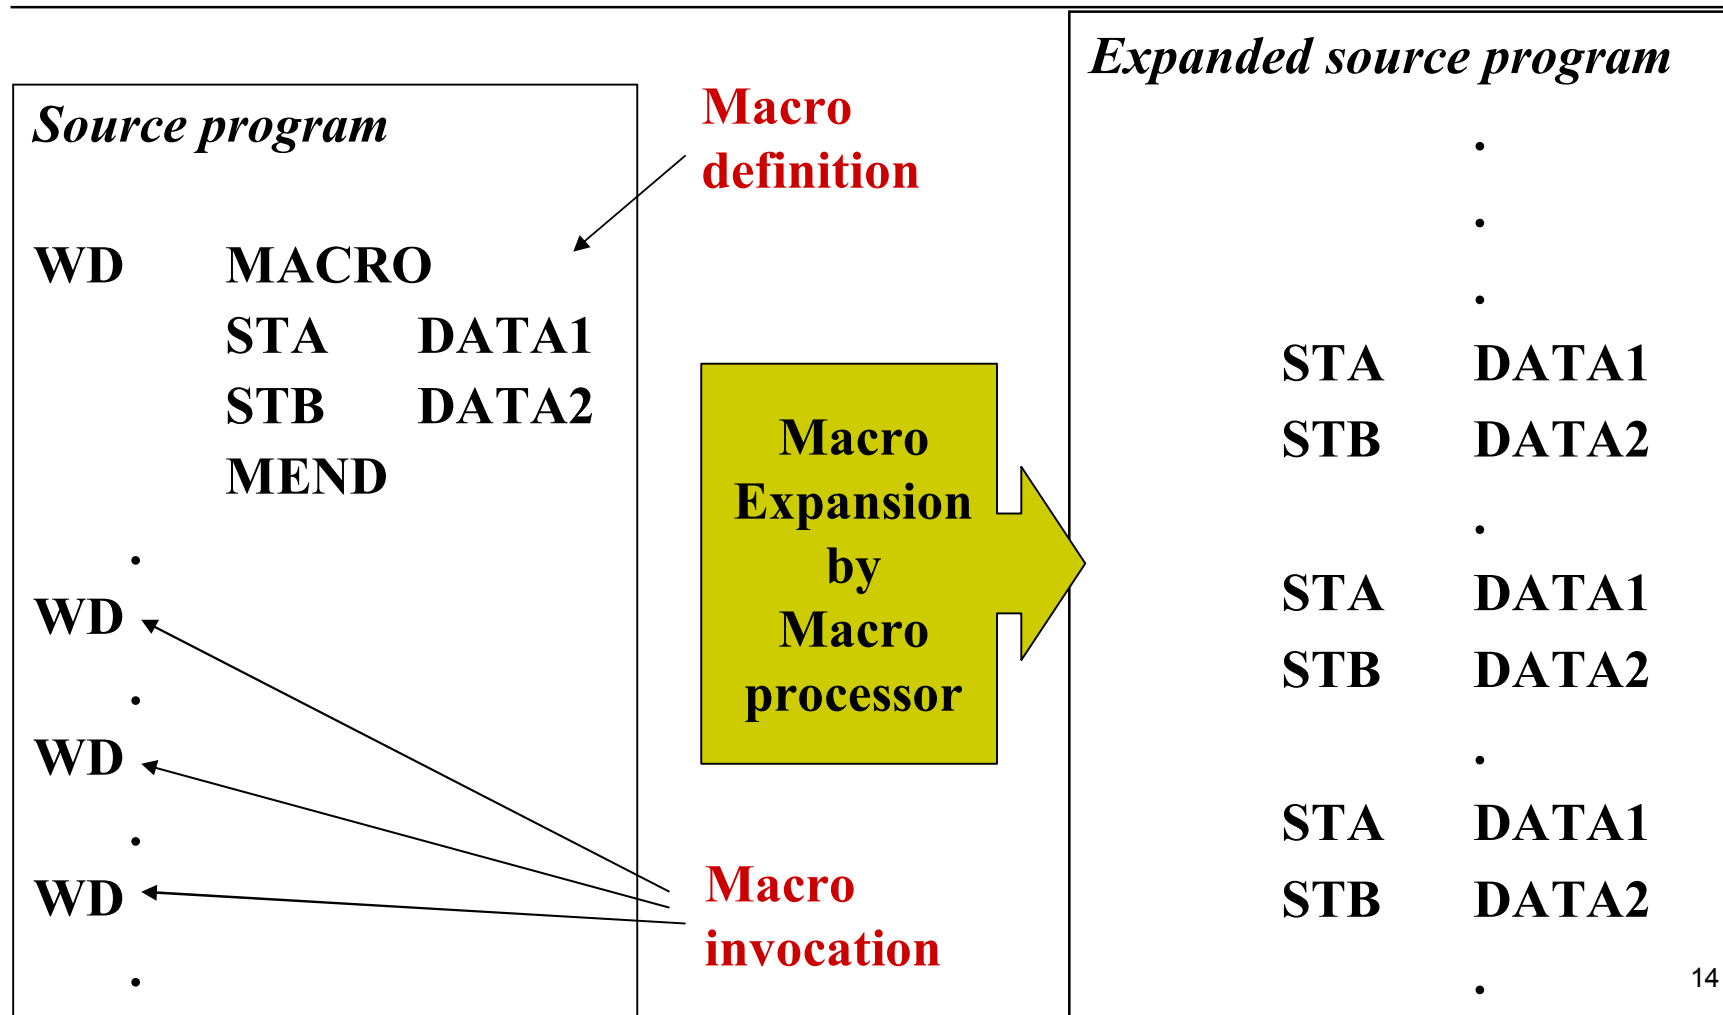 Source program
WD MACRO
STA DATA1
STB DATA2
MEND
.
WD
.
WD
.
WD
.
Macro
definition
Macro
Expansion
by
Macro
processor
Macro
invocation
Expanded source program
.
.
.
STA DATA1
STB DATA2
.
STA DATA1
STB DATA2
.
STA DATA1
STB DATA2
.
14